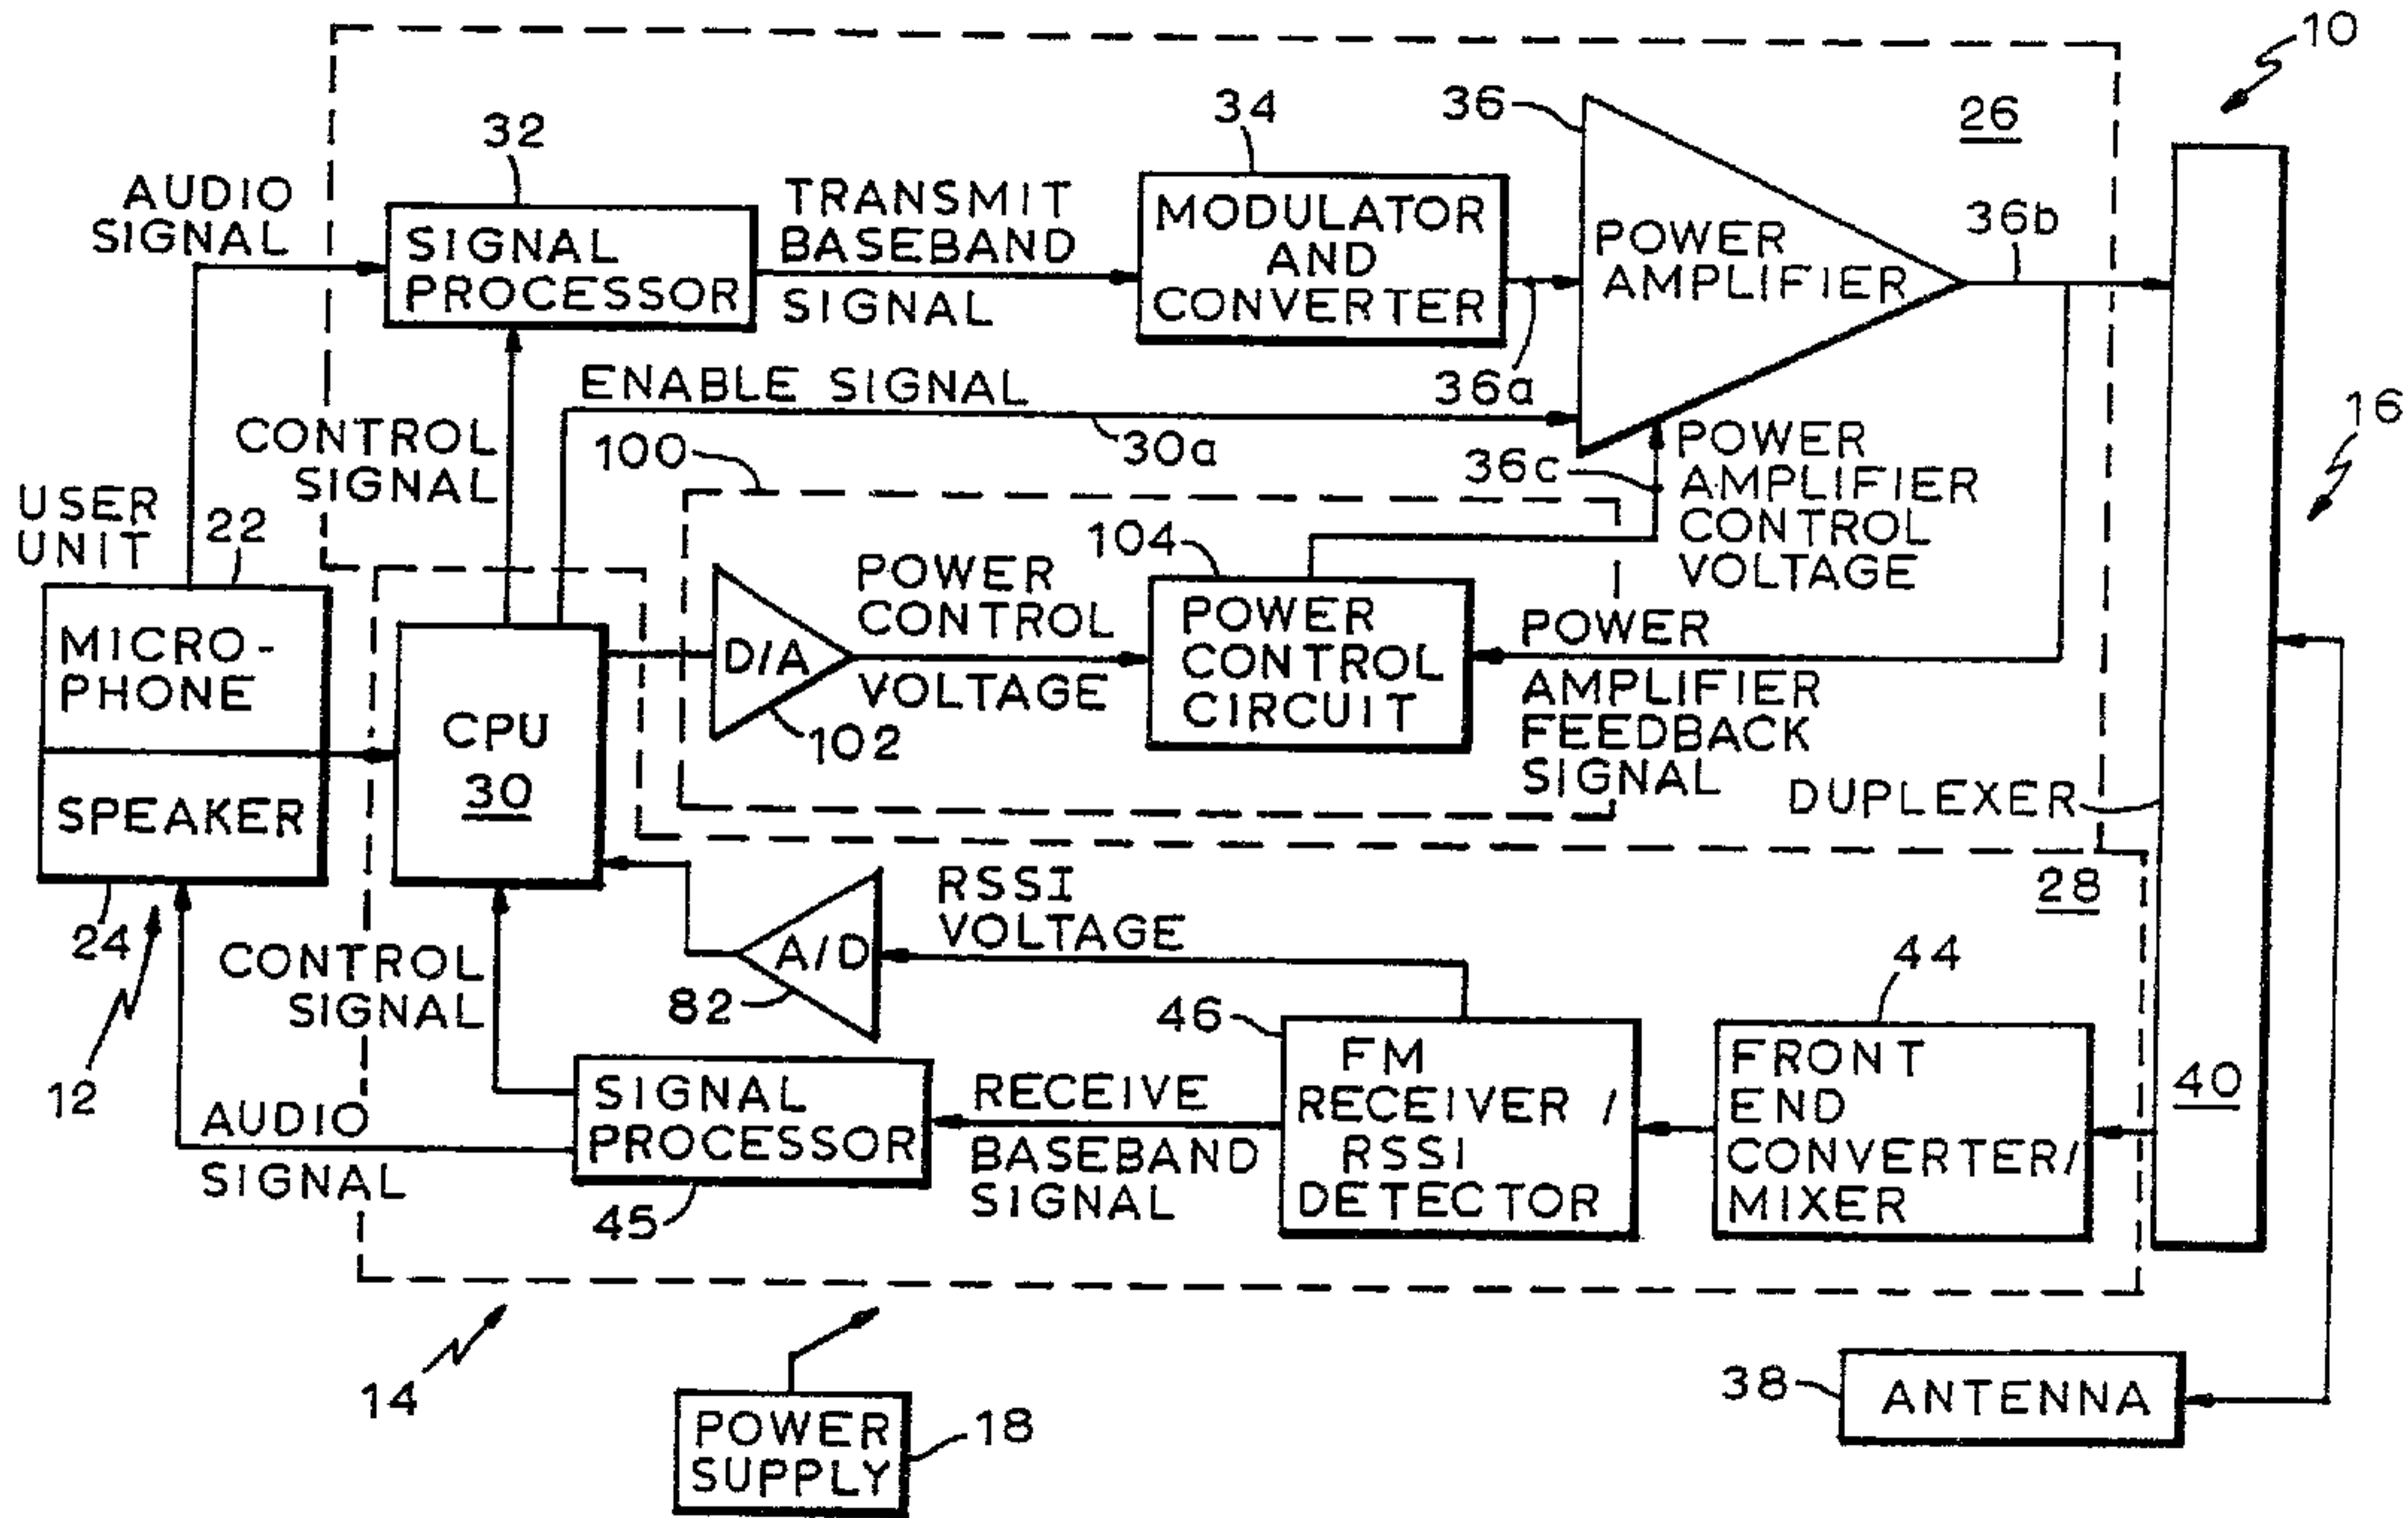 10
26
32
34
36
AUDIO
SIGNAL
SIGNAL
PROCESSOR
TRANSMIT
BASEBAND
SIGNAL
MODULATOR
AND
CONVERTER
POWER
AMPLIFIER
36b
36a
ENABLE SIGNAL
30a
CONTROL
SIGNAL
100
36c
POWER
AMPLIFIER
CONTROL
VOLTAGE
16
USER
UNIT
22
MICRO-
PHONE
SPEAKER
24
12
CPU
30
D/A
102
POWER
CONTROL
VOLTAGE
104
POWER
CONTROL
CIRCUIT
POWER
AMPLIFIER
FEEDBACK
SIGNAL
DUPLEXER
28
40
RSSI
VOLTAGE
A/D
82
CONTROL
SIGNAL
AUDIO
SIGNAL
SIGNAL
PROCESSOR
45
RECEIVE
BASEBAND
SIGNAL
46
FM
RECEIVER /
RSSI
DETECTOR
44
FRONT
END
CONVERTER/
MIXER
14
POWER
SUPPLY
18
38
ANTENNA